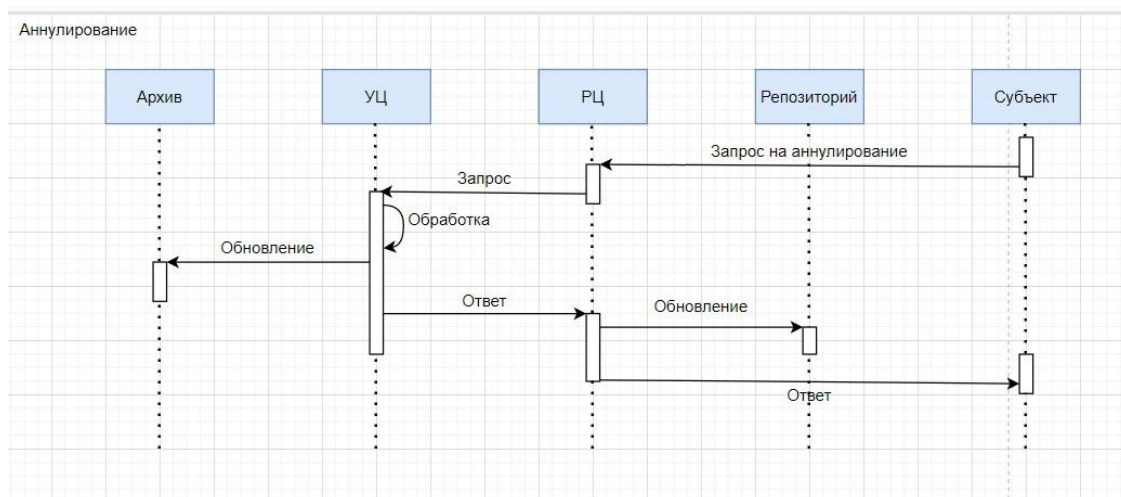 Аннулирование
Архив
УЦ
РЦ
Репозиторий
Субъект
Запрос на аннулирование
Запрос
Обработка
Обновление
Ответ
Обновление
Ответ